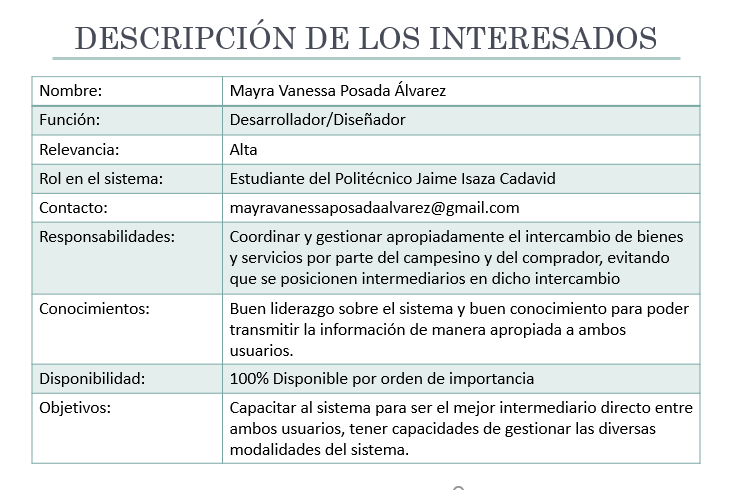 DESCRIPCIÓN DE LOS INTERESADOS
Nombre: Mayra Vanessa Posada Álvarez
Función: Desarrollador/Diseñador
Relevancia: Alta
Rol en el sistema: Estudiante del Politécnico Jaime Isaza Cadavid
Contacto: mayravanessaposadaalvarez@gmail.com
Responsabilidades: Coordinar y gestionar apropiadamente el intercambio de bienes
y servicios por parte del campesino y del comprador, evitando
que se posicionen intermediarios en dicho intercambio
Conocimientos: Buen liderazgo sobre el sistema y buen conocimiento para poder
transmitir la información de manera apropiada a ambos
usuarios.
Disponibilidad: 100% Disponible por orden de importancia
Objetivos: Capacitar al sistema para ser el mejor intermediario directo entre
ambos usuarios, tener capacidades de gestionar las diversas
modalidades del sistema.